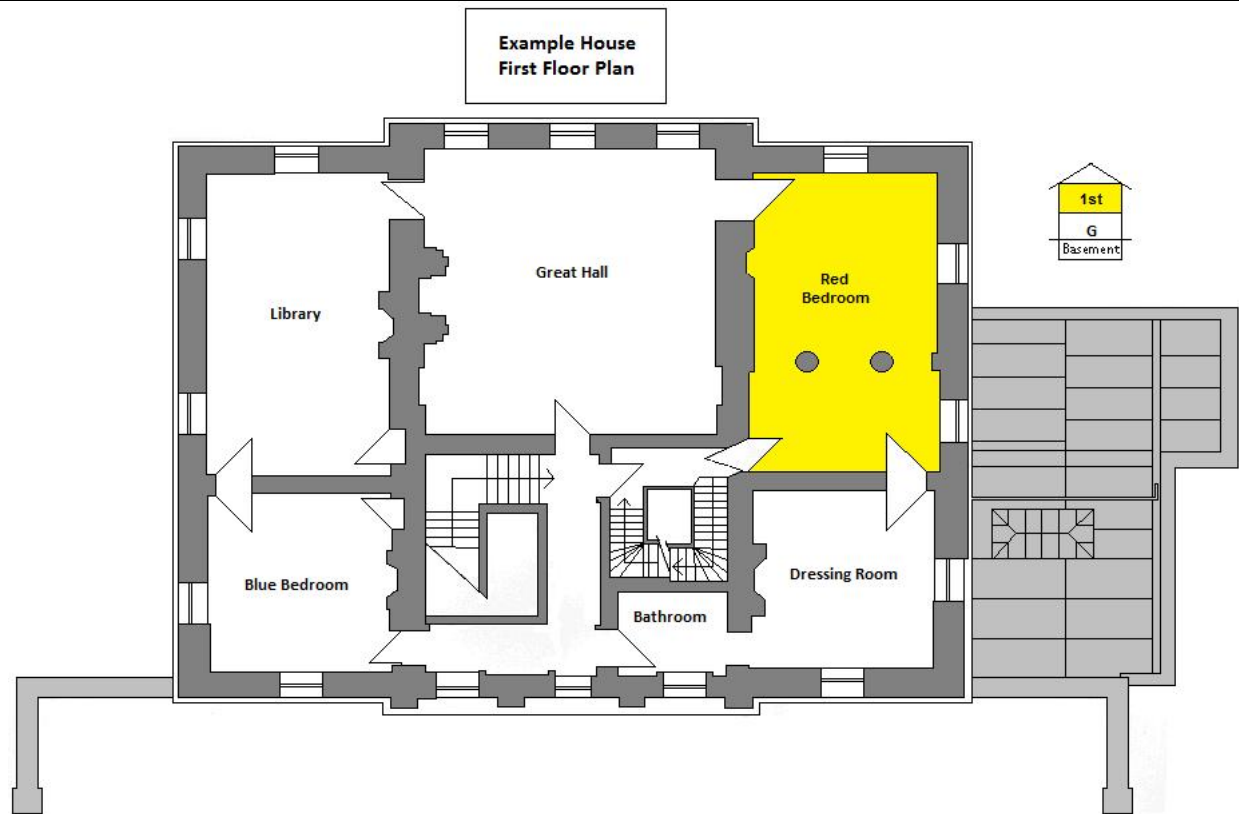 Example House
First Floor Plan
1st
G
Basement
Great Hall
Red
Bedroom
Library
Blue Bedroom
Dressing Room
Bathroom